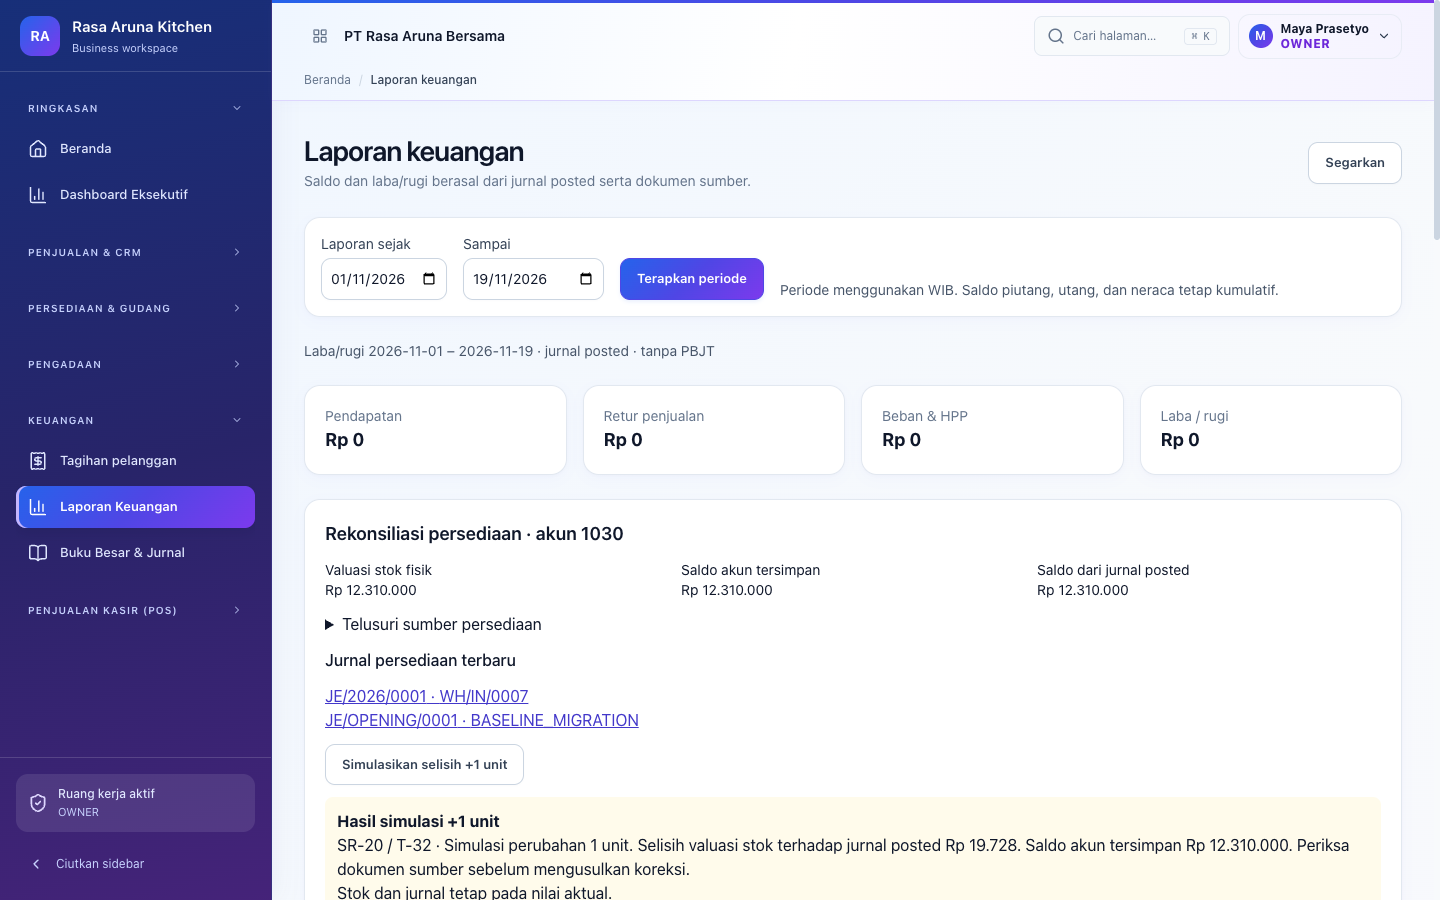 RA
Rasa Aruna Kitchen
Business workspace
RINGKASAN
Beranda
Dashboard Eksekutif
PENJUALAN & CRM
PERSEDIAAN & GUDANG
PENGADAAN
KEUANGAN
Tagihan pelanggan
Laporan Keuangan
Buku Besar & Jurnal
PENJUALAN KASIR (POS)
Ruang kerja aktif
OWNER
Ciutkan sidebar
PT Rasa Aruna Bersama
Cari halaman...
⌘ K
M
Maya Prasetyo
OWNER
Beranda / Laporan keuangan
Laporan keuangan
Saldo dan laba/rugi berasal dari jurnal posted serta dokumen sumber.
Segarkan
Laporan sejak
Sampai
01/11/2026
19/11/2026
Terapkan periode
Periode menggunakan WIB. Saldo piutang, utang, dan neraca tetap kumulatif.
Laba/rugi 2026-11-01 – 2026-11-19 · jurnal posted · tanpa PBJT
Pendapatan
Rp 0
Retur penjualan
Rp 0
Beban & HPP
Rp 0
Laba / rugi
Rp 0
Rekonsiliasi persediaan · akun 1030
Valuasi stok fisik
Rp 12.310.000
Saldo akun tersimpan
Rp 12.310.000
Saldo dari jurnal posted
Rp 12.310.000
Telusuri sumber persediaan
Jurnal persediaan terbaru
JE/2026/0001 · WH/IN/0007
JE/OPENING/0001 · BASELINE_MIGRATION
Simulasikan selisih +1 unit
Hasil simulasi +1 unit
SR-20 / T-32 · Simulasi perubahan 1 unit. Selisih valuasi stok terhadap jurnal posted Rp 19.728. Saldo akun tersimpan Rp 12.310.000. Periksa
dokumen sumber sebelum mengusulkan koreksi.
Stok dan jurnal tetap pada nilai aktual.